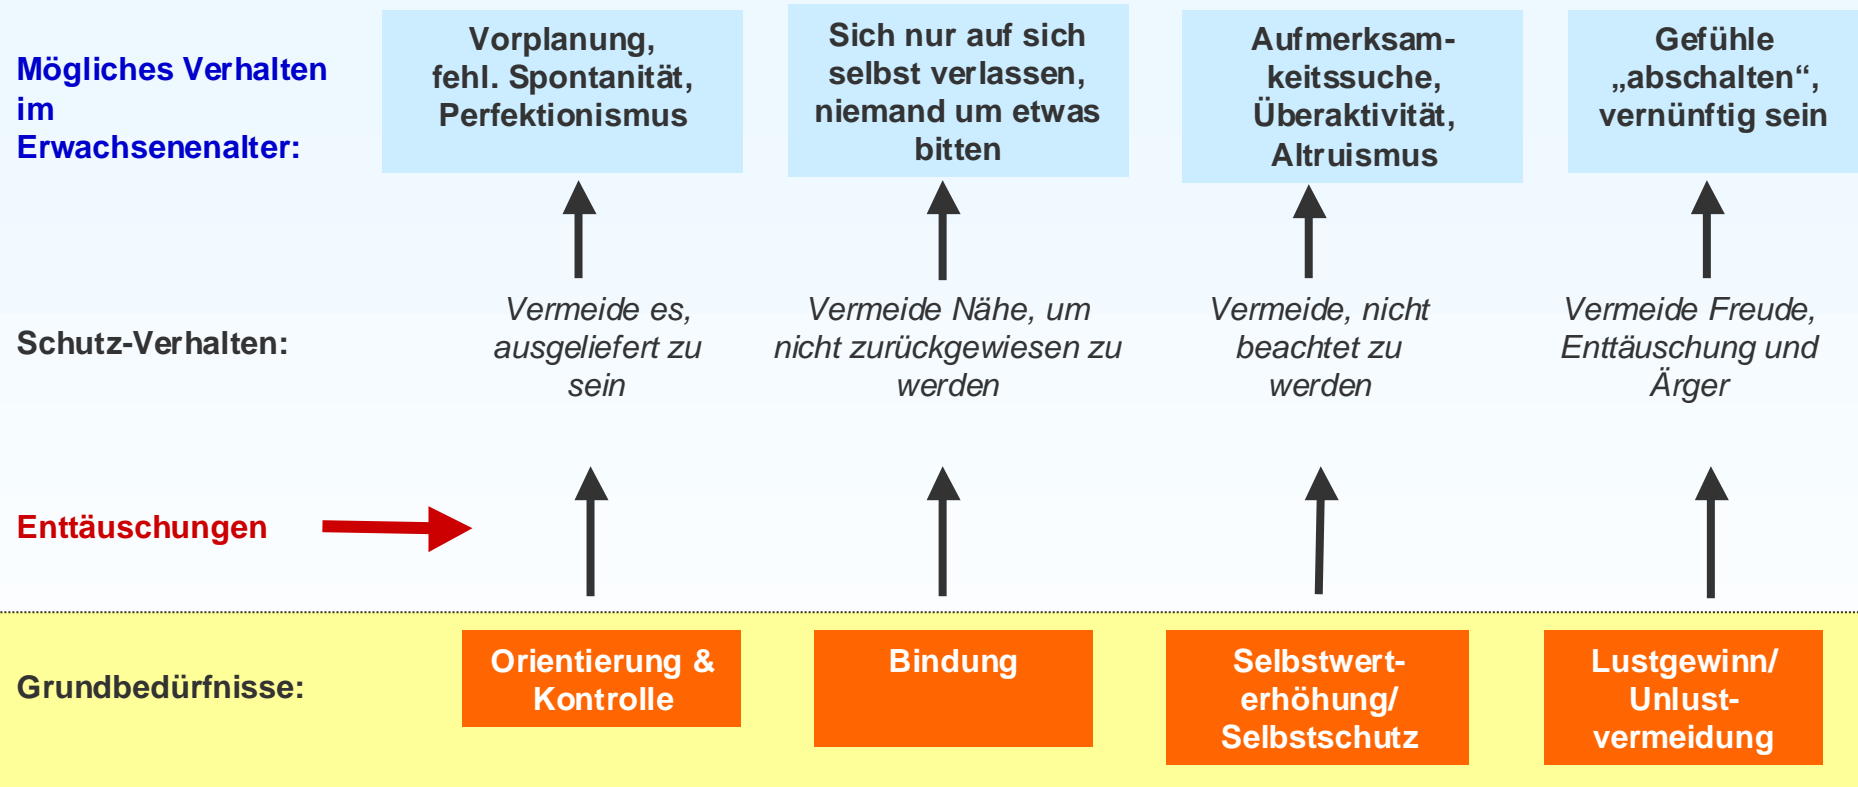 Mögliches Verhalten
im
Erwachsenenalter:
Vorplanung,
fehl. Spontanität,
Perfektionismus
Sich nur auf sich
selbst verlassen,
niemand um etwas
bitten
Aufmerksam-
keitssuche,
Überaktivität,
Altruismus
Gefühle
„abschalten“,
vernünftig sein
Schutz-Verhalten:
Vermeide es,
ausgeliefert zu
sein
Vermeide Nähe, um
nicht zurückgewiesen zu
werden
Vermeide, nicht
beachtet zu
werden
Vermeide Freude,
Enttäuschung und
Ärger
Enttäuschungen
Grundbedürfnisse:
Orientierung &
Kontrolle
Bindung
Selbstwert-
erhöhung/
Selbstschutz
Lustgewinn/
Unlust-
vermeidung